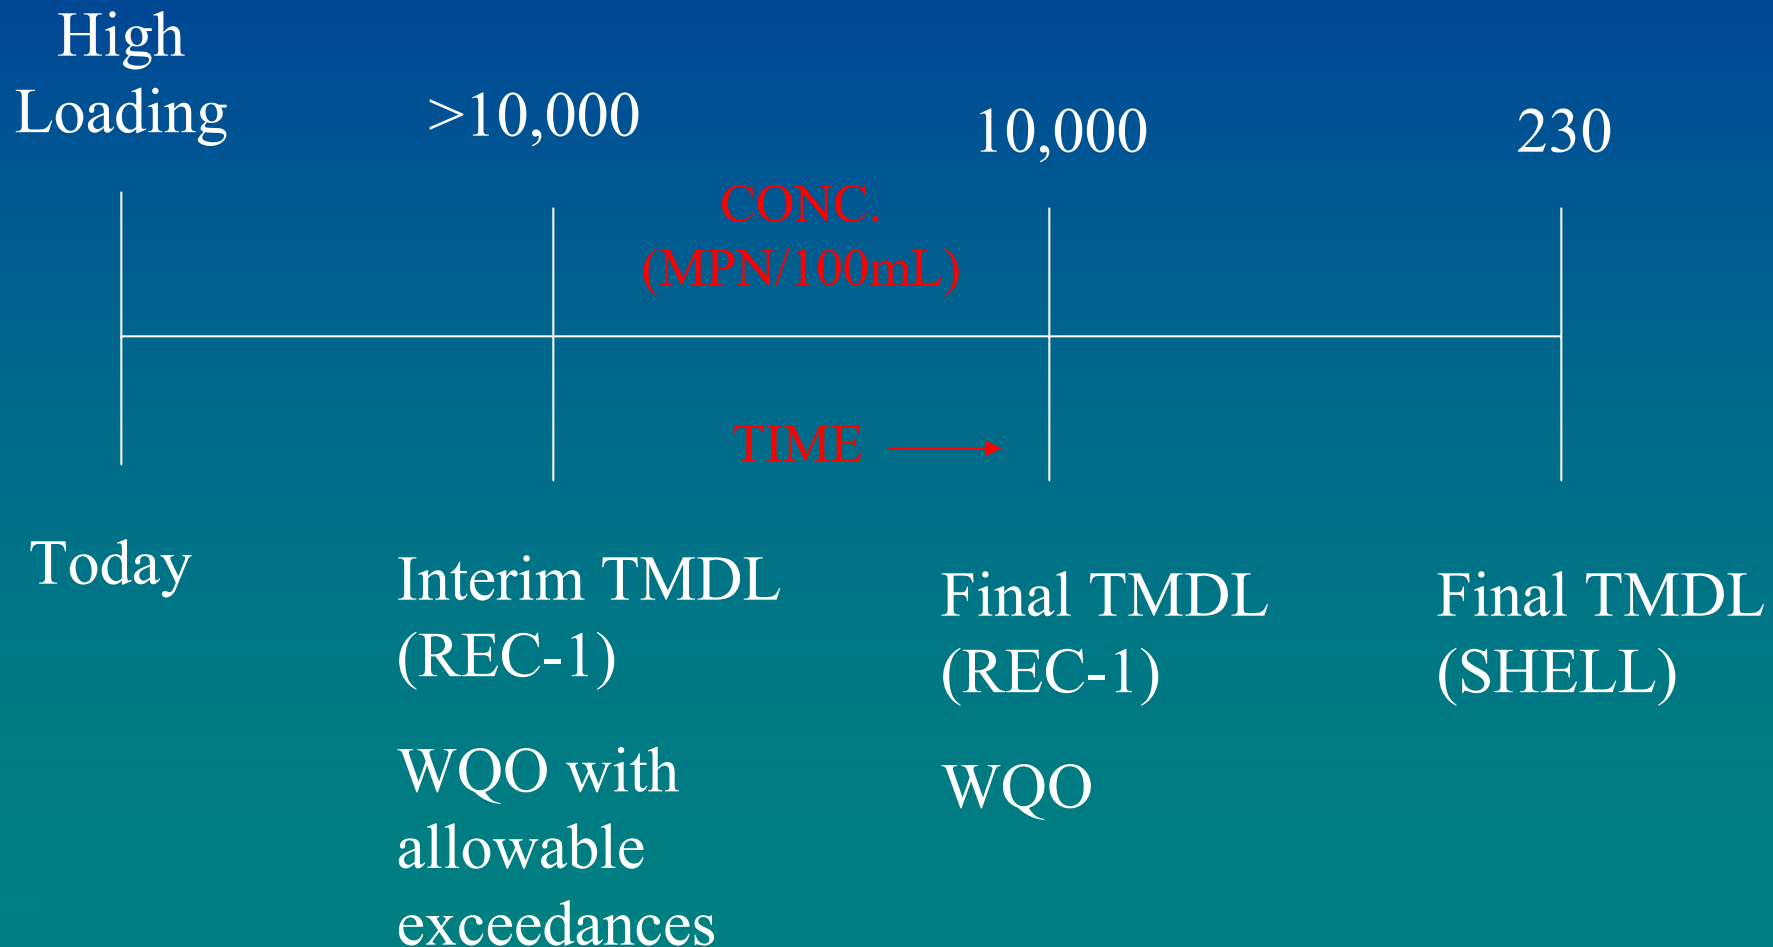 High
Loading
>10,000
10,000
230
CONC.
(MPN/100mL)
TIME
Today
Interim TMDL
(REC-1)
WQO with
allowable
exceedances
Final TMDL
(REC-1)
WQO
Final TMDL
(SHELL)